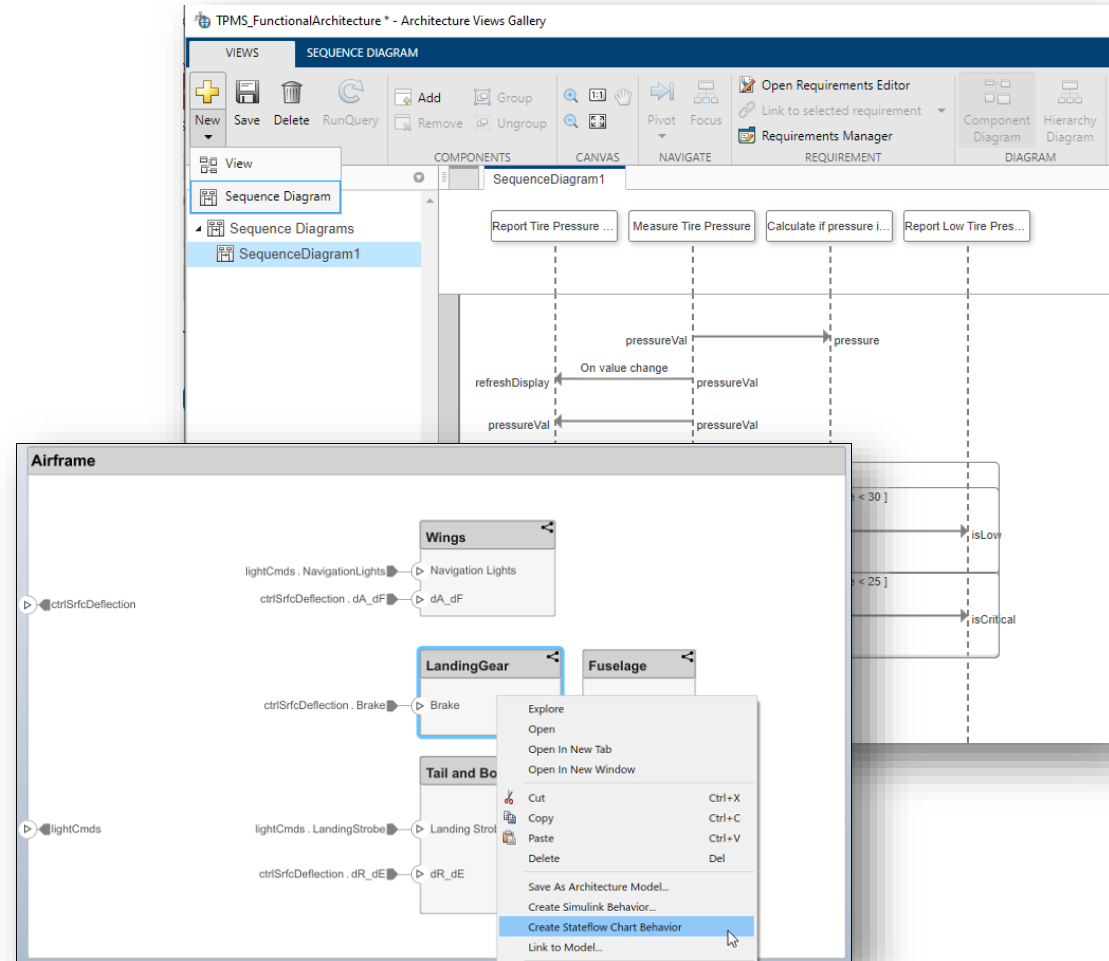 TPMS_FunctionalArchitecture * - Architecture Views Gallery
VIEWS SEQUENCE DIAGRAM
New Save Delete RunQuery
Add Group
Remove Ungroup
1:1
Pivot Focus
Open Requirements Editor
Link to selected requirement
Requirements Manager
Component Diagram
Hierarchy Diagram
COMPONENTS CANVAS NAVIGATE REQUIREMENT DIAGRAM
View
Sequence Diagram
Sequence Diagrams
SequenceDiagram1
SequenceDiagram1
Report Tire Pressure ... Measure Tire Pressure Calculate if pressure i... Report Low Tire Pres...
pressureVal pressure
On value change
refreshDisplay pressureVal
pressureVal pressureVal
< 30 ]
isLow
< 25 ]
isCritical
Airframe
Wings
lightCmds . NavigationLights Navigation Lights
ctrlSrfcDeflection . dA_dF dA_dF
ctrlSrfcDeflection
LandingGear Fuselage
ctrlSrfcDeflection . Brake Brake
Tail and Bo
lightCmds
lightCmds . LandingStrobe Landing Strob
ctrlSrfcDeflection . dR_dE dR_dE
Explore
Open
Open In New Tab
Open In New Window
Cut Ctrl+X
Copy Ctrl+C
Paste Ctrl+V
Delete Del
Save As Architecture Model...
Create Simulink Behavior...
Create Stateflow Chart Behavior
Link to Model...